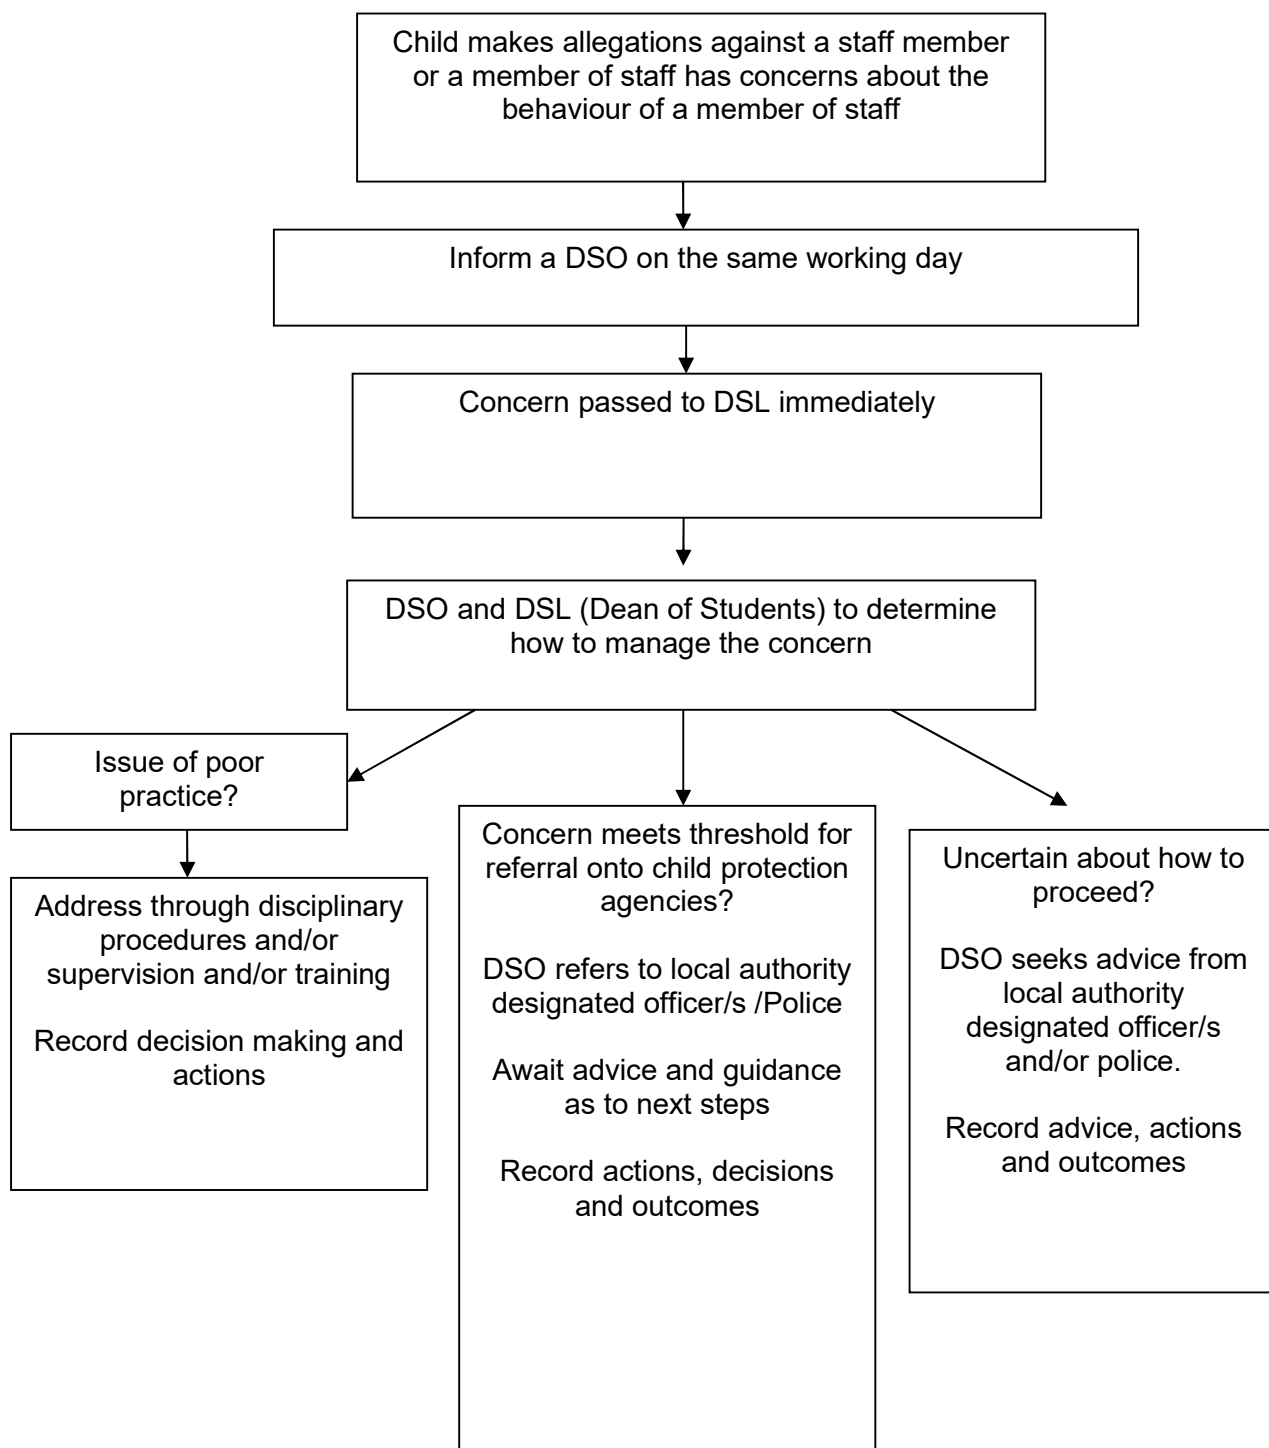 Child makes allegations against a staff member
or a member of staff has concerns about the
behaviour of a member of staff
Inform a DSO on the same working day
Concern passed to DSL immediately
DSO and DSL (Dean of Students) to determine
how to manage the concern
Issue of poor
practice?
Address through disciplinary
procedures and/or
supervision and/or training
Record decision making and
actions
Concern meets threshold for
referral onto child protection
agencies?
DSO refers to local authority
designated officer/s /Police
Await advice and guidance
as to next steps
Record actions, decisions
and outcomes
Uncertain about how to
proceed?
DSO seeks advice from
local authority
designated officer/s
and/or police.
Record advice, actions
and outcomes